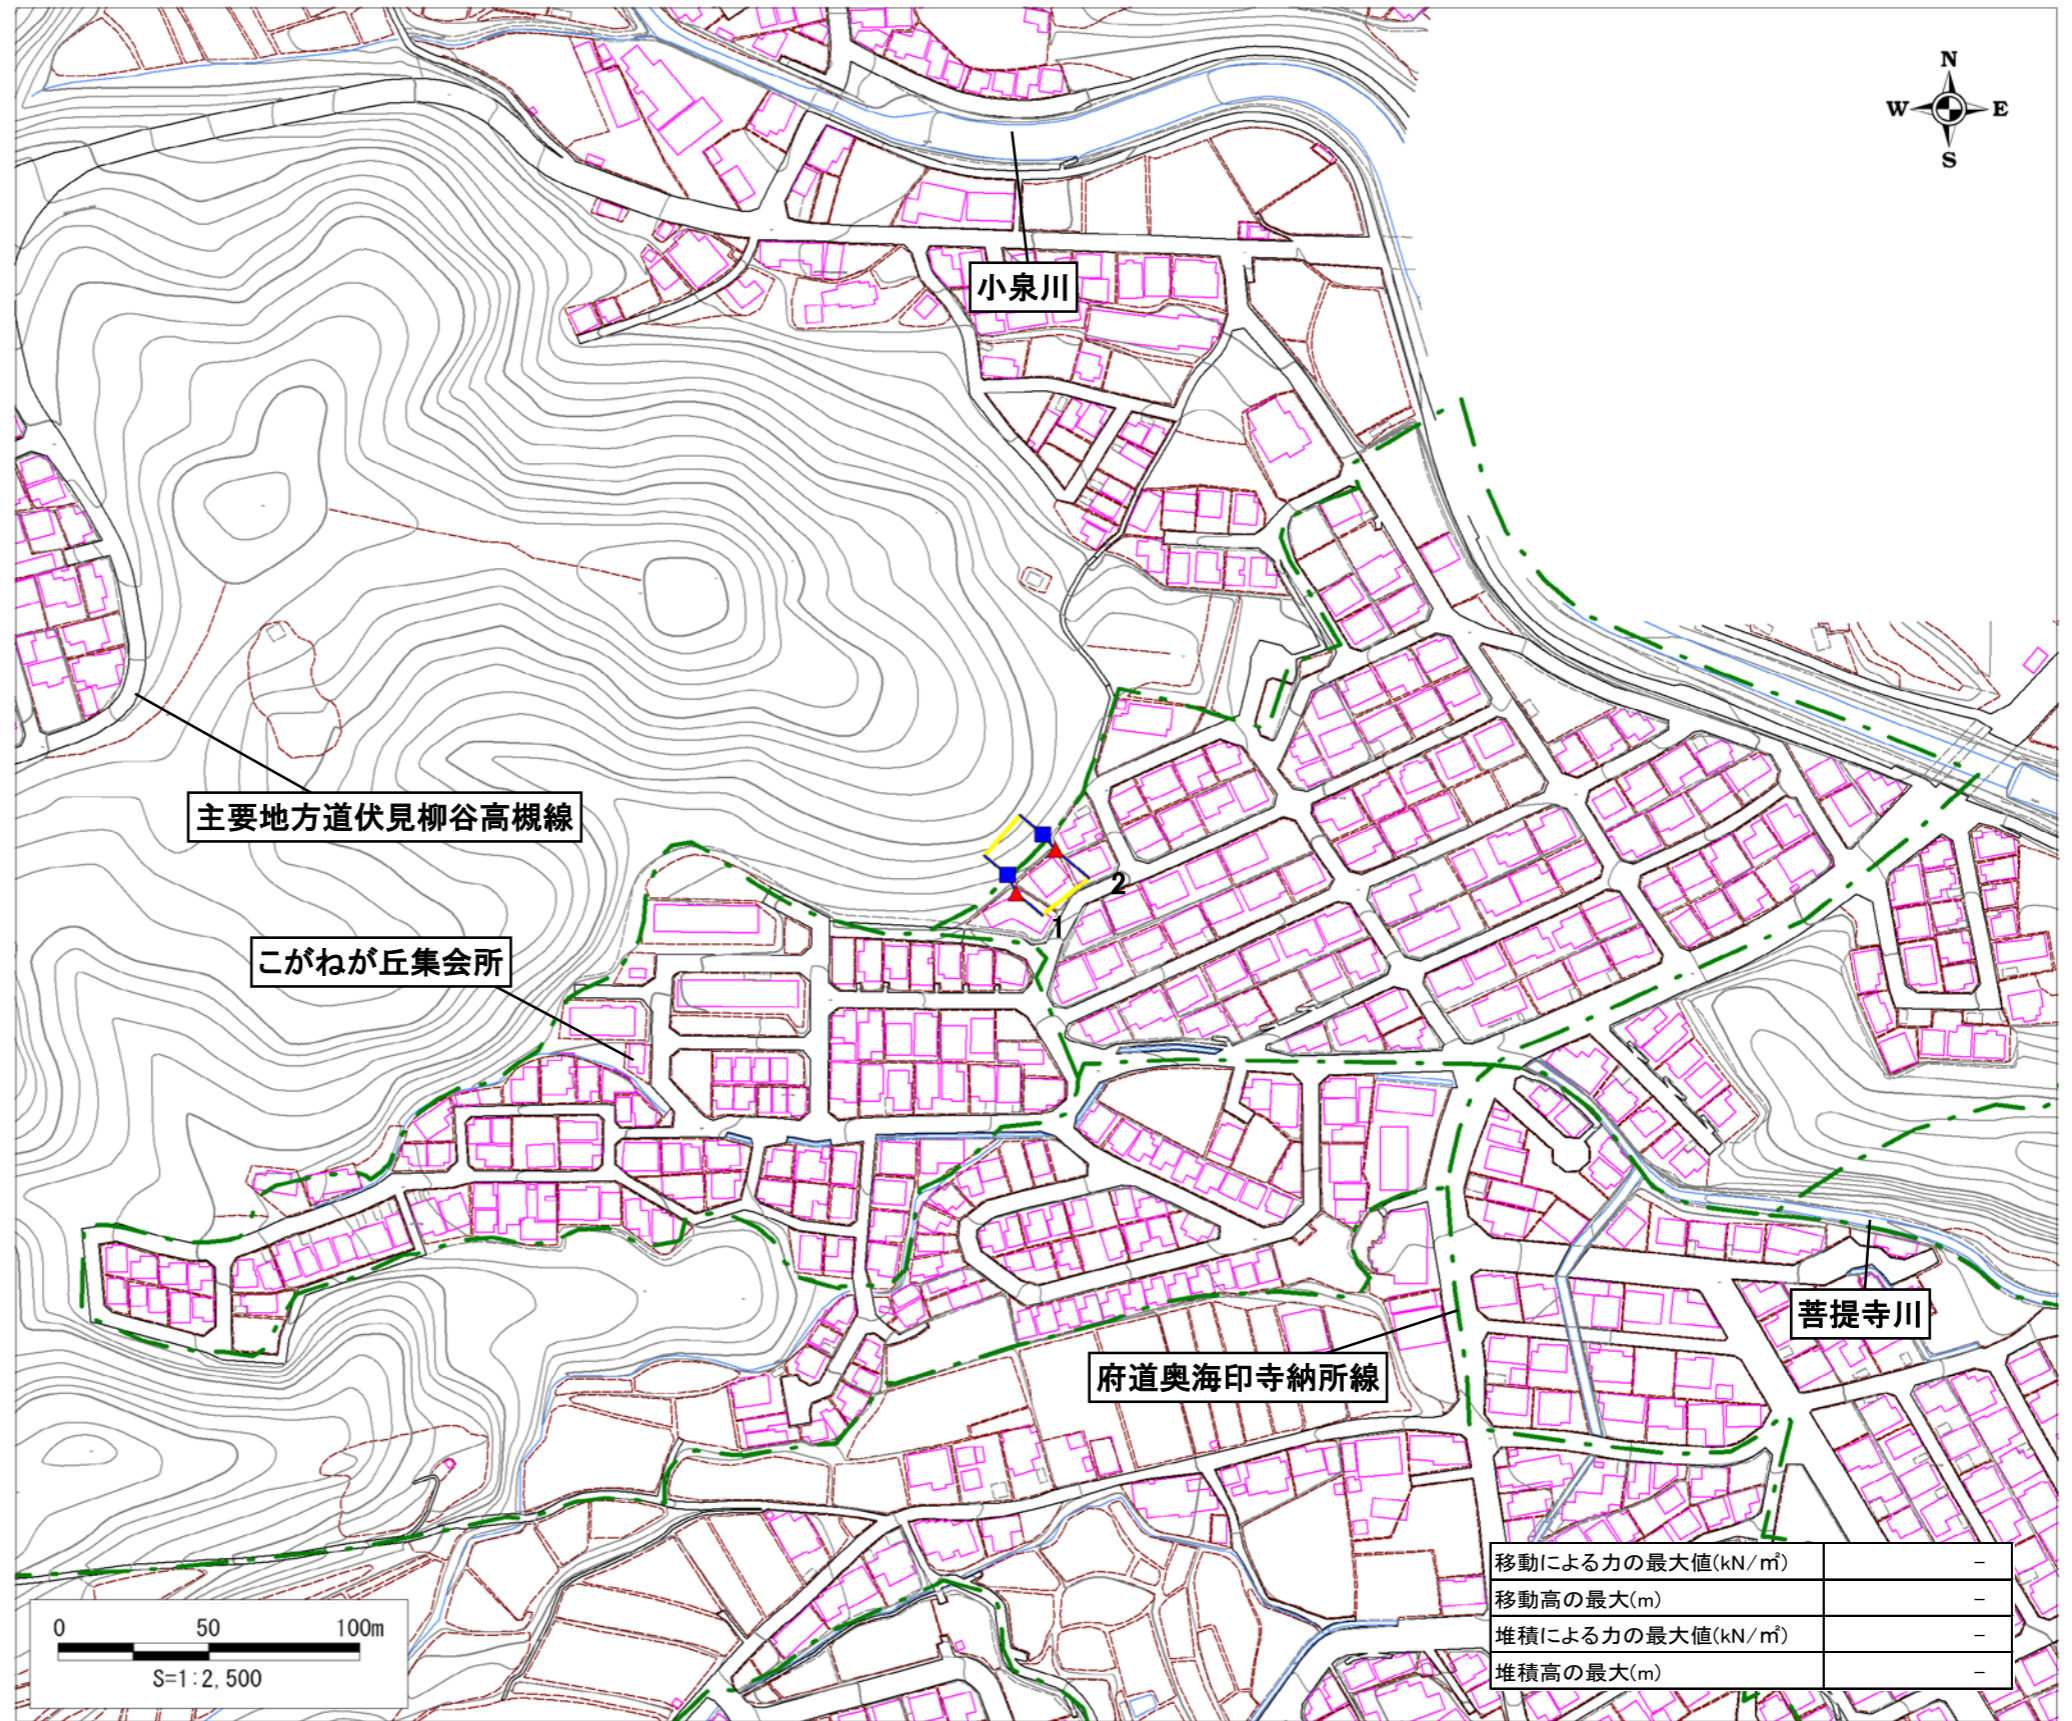 N
W E
S
小泉川
主要地方道伏見柳谷高槻線
2
1
こがねが丘集会所
菩提寺川
府道奥海印寺納所線
移動による力の最大値(kN/㎡) －
移動高の最大(m) －
堆積による力の最大値(kN/㎡) －
堆積高の最大(m) －
0 50 100m
S=1:2,500